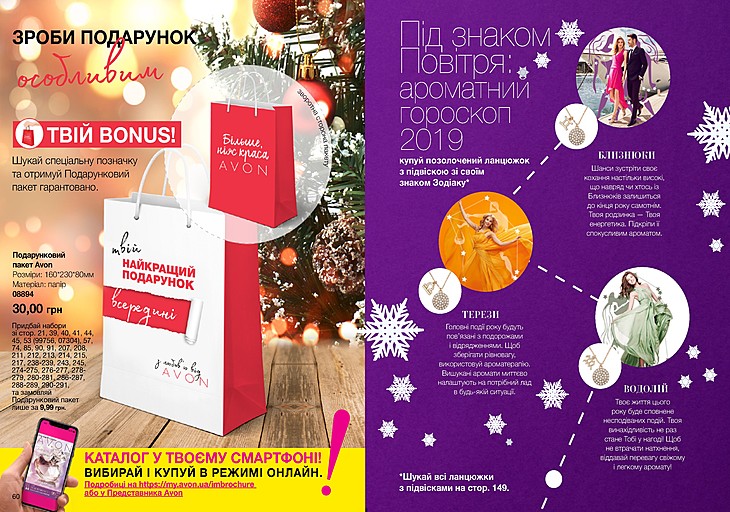 ЗРОБИ ПОДАРУНОК
особливим
ТВІЙ BONUS!
Шукай спеціальну позначку
та отримуй Подарунковий
пакет гарантовано.
зворотна сторона пакету
Більше,
ніж краса
AVON
Подарунковий
пакет Avon
Розміри: 160*230*80мм
Матеріал: папір
08894
30,00 грн
Придбай набори
зі стор. 21, 39, 40, 41, 44,
45, 53 (99756, 07304), 57,
74, 85, 90, 91, 207, 208,
211, 212, 213, 214, 215,
217, 238-239, 243, 245,
274-275, 276-277, 278-
279, 280-281, 286-287,
288-289, 290-291,
та замовляй
Подарунковий пакет
лише за 9,99 грн.
твій
НАЙКРАЩИЙ
ПОДАРУНОК
всередині
з любов'ю від
AVON
КАТАЛОГ У ТВОЄМУ СМАРТФОНІ!
ВИБИРАЙ І КУПУЙ В РЕЖИМІ ОНЛАЙН.
Подробиці на https://my.avon.ua/imbrochure
або у Представника Avon
!
60
Під знаком
Повітря:
ароматний
гороскоп
2019
купуй позолочений ланцюжок
з підвіскою зі своїм
знаком Зодіаку*
БЛИЗНЮКИ
Шанси зустріти своє
кохання настільки високі,
що навряд чи хтось із
Близнюків залишиться
до кінця року самотнім.
Твоя родзинка — Твоя
енергетика. Підкріпи її
спокусливим ароматом.
ТЕРЕЗИ
Головні події року будуть
пов'язані з подорожами
і відрядженнями. Щоб
зберігати рівновагу,
використовуй ароматерапію.
Вишукані аромати миттєво
налаштують на потрібний лад
в будь-якій ситуації.
ВОДОЛІЙ
Твоє життя цього
року буде сповнене
несподіваних подій. Твоя
винахідливість не раз
стане Тобі у нагоді! Щоб
не втрачати натхнення,
віддавай перевагу свіжому
і легкому аромату!
*Шукай всі ланцюжки
з підвісками на стор. 149.